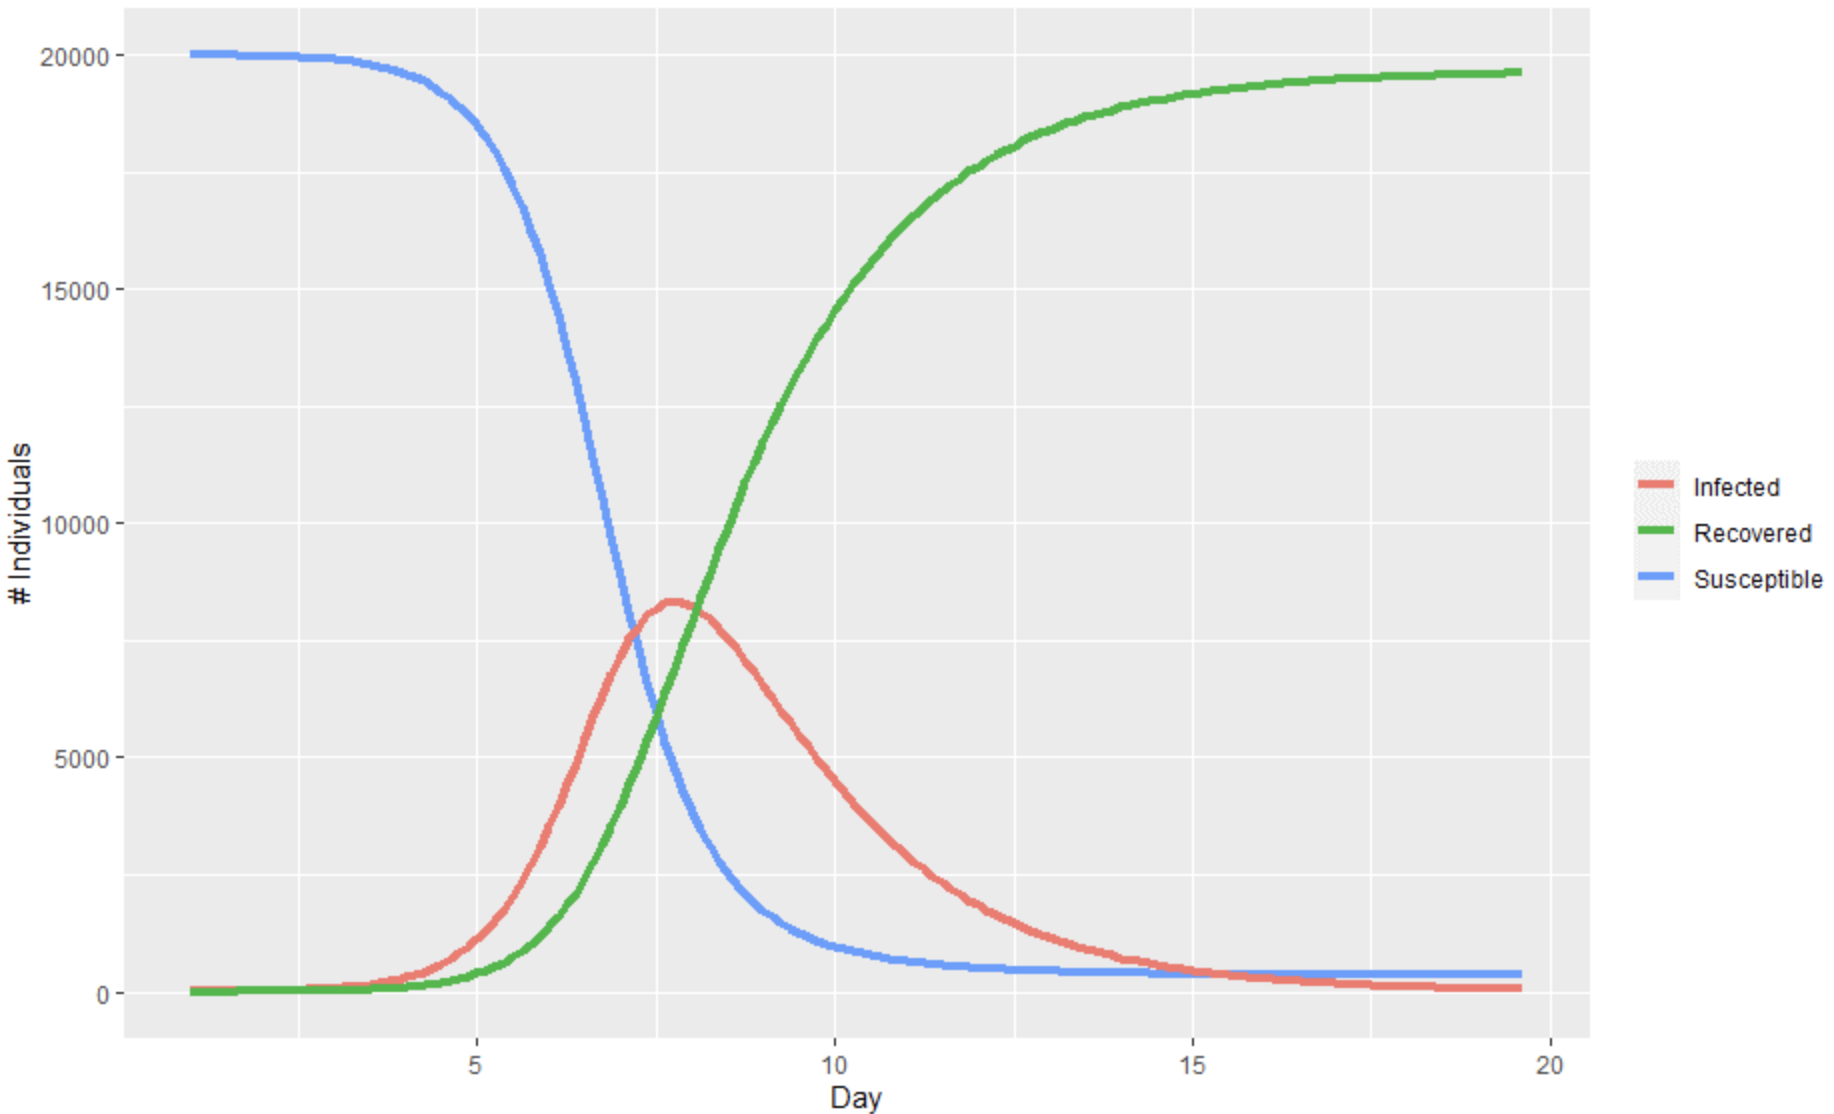 # Individuals
20000
15000
10000
5000
0
5 10 15 20
Day
Infected
Recovered
Susceptible